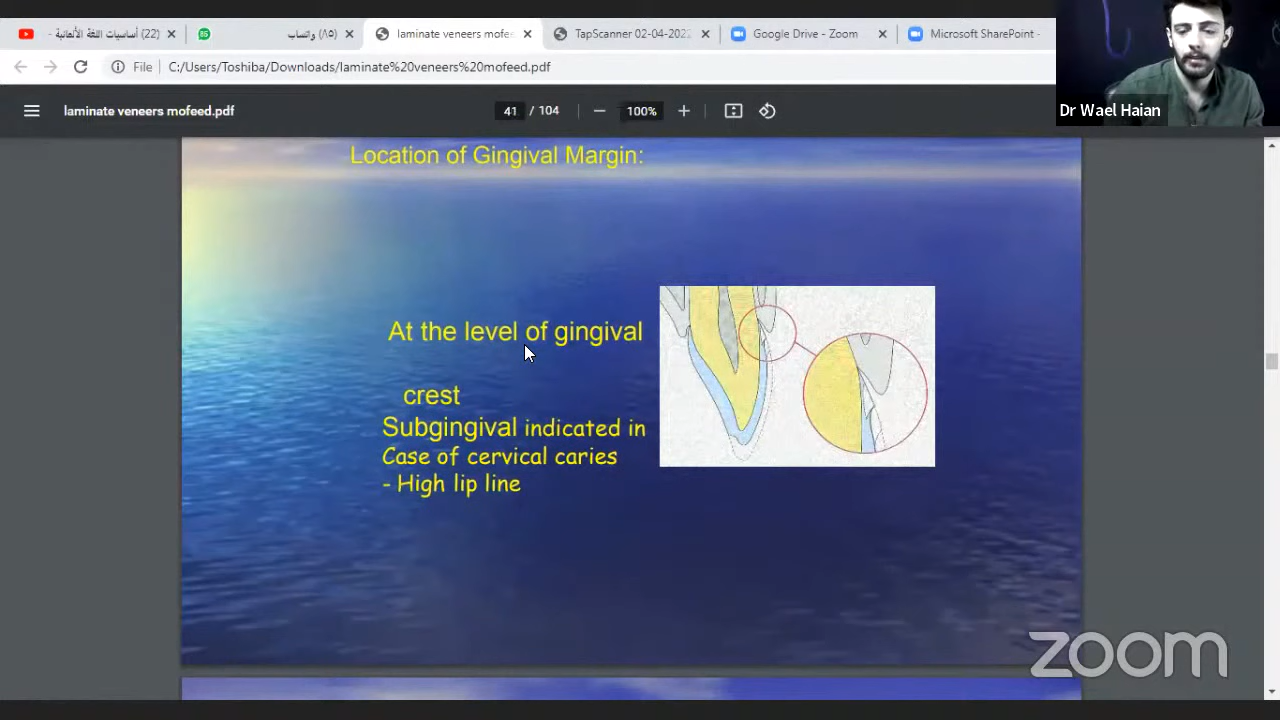 (22) أساسيات اللغة الألمانية -
(٨٥) واتساب
laminate veneers mofe
TapScanner 02-04-2022
Google Drive - Zoom
Microsoft SharePoint -
File
C:/Users/Toshiba/Downloads/laminate%20veneers%20mofeed.pdf
Dr Wael Haian
laminate veneers mofeed.pdf
41 / 104
100%
Location of Gingival Margin:
At the level of gingival
crest
Subgingival indicated in
Case of cervical caries
- High lip line
zoom